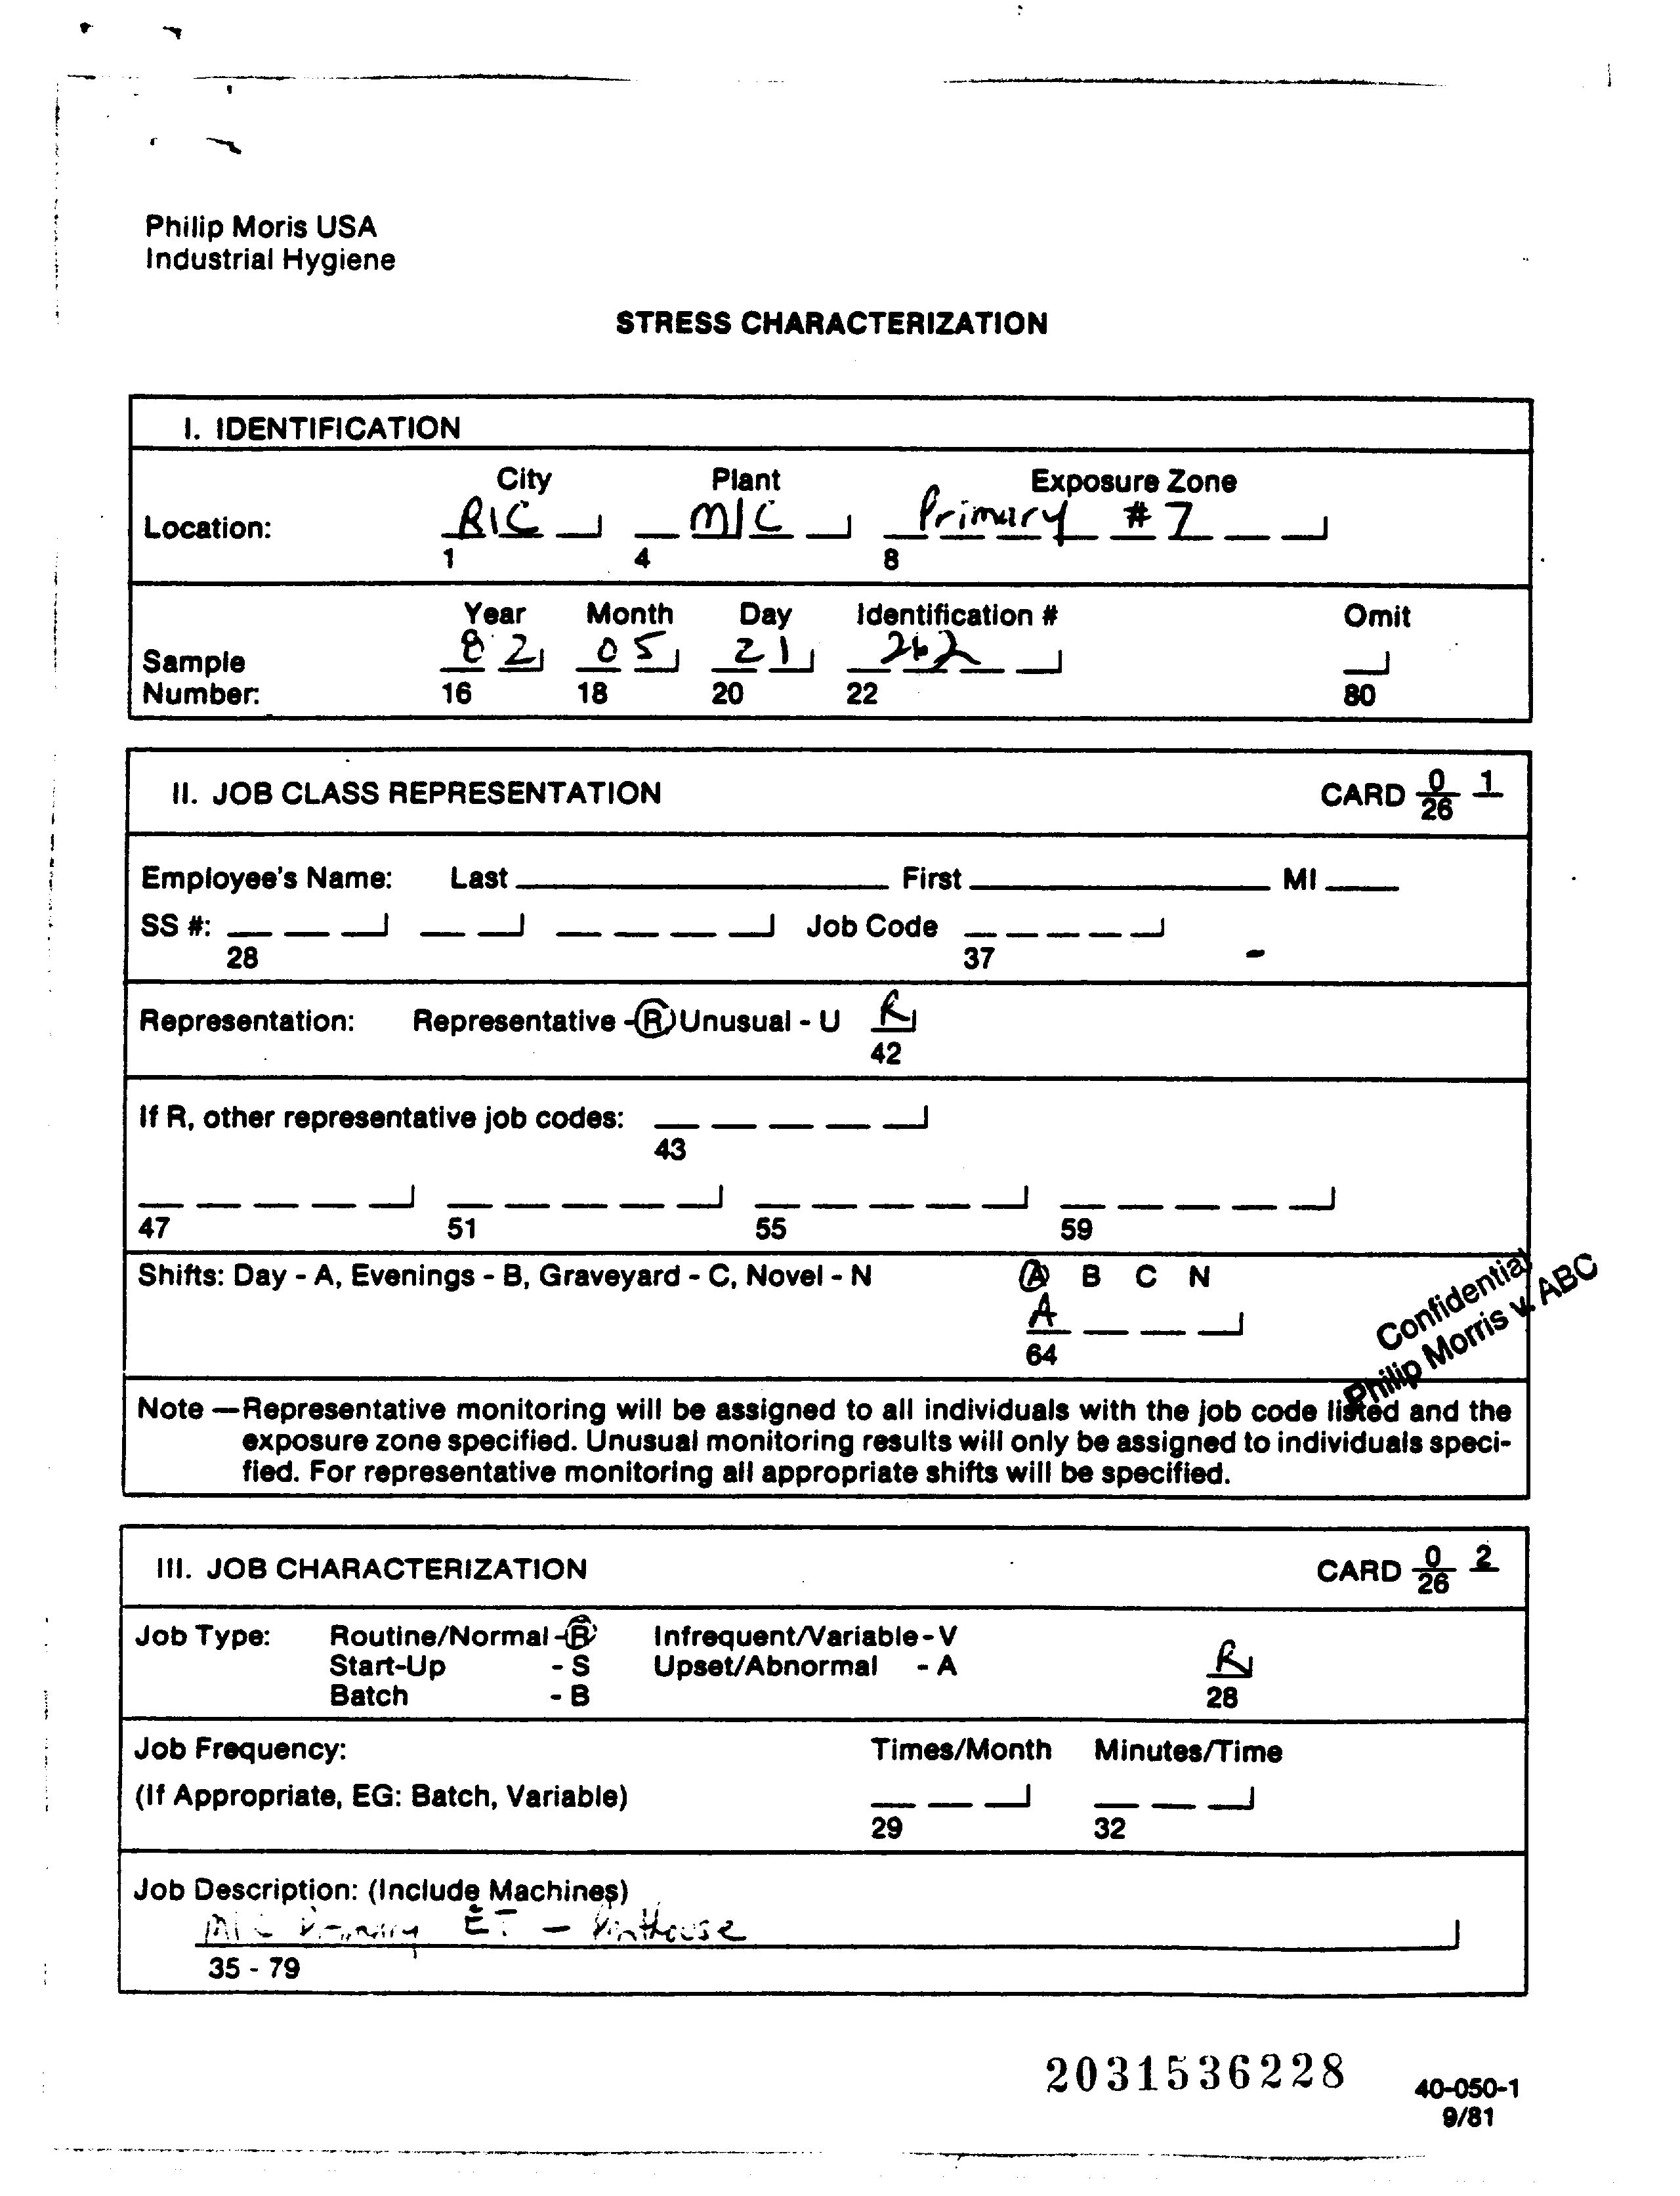 Philip Moris USA
Industrial Hygiene
STRESS CHARACTERIZATION
I. IDENTIFICATION
City Plant Exposure Zone
Location: RIC M/C Primary #7
1 4 8
Year Month Day Identification # Omit
Sample Number: 82 05 21 262
16 18 20 22 80
II. JOB CLASS REPRESENTATION CARD 0 1
26
Employee's Name: Last First MI
SS #: Job Code
28 37
Representation: Representative - R Unusual - U R
42
If R, other representative job codes:
43
47 51 55 59
Shifts: Day - A, Evenings - B, Graveyard - C, Novel - N A B C N
A
64
Confidential
Philip Morris v. ABC
Note — Representative monitoring will be assigned to all individuals with the job code listed and the
exposure zone specified. Unusual monitoring results will only be assigned to individuals speci-
fied. For representative monitoring all appropriate shifts will be specified.
III. JOB CHARACTERIZATION CARD 0 2
26
Job Type: Routine/Normal - R Infrequent/Variable - V
Start-Up - S Upset/Abnormal - A R
Batch - B 28
Job Frequency: Times/Month Minutes/Time
(If Appropriate, EG: Batch, Variable)
29 32
Job Description: (Include Machines)
M/C Primary ET -
35 - 79
2031536228
40-050-1
9/81